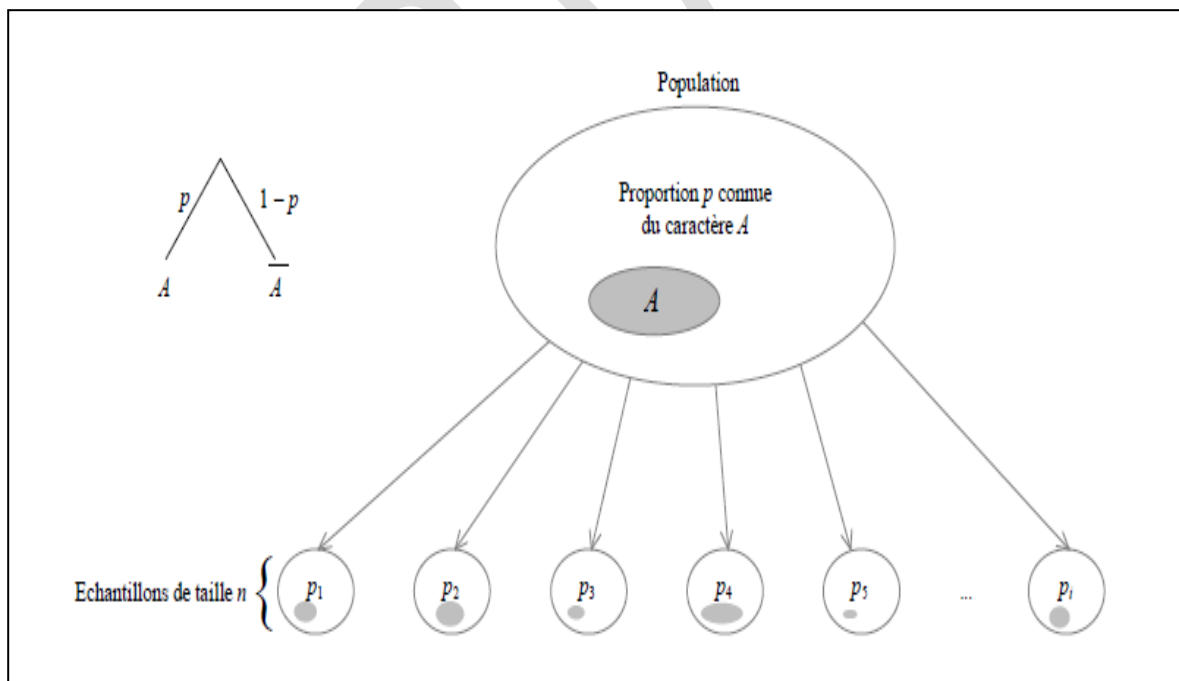 Population
Proportion p connue
du caractère A
p
1 – p
A
A̅
A
Echantillons de taille n {
p₁
p₂
p₃
p₄
p₅
...
pᵢ